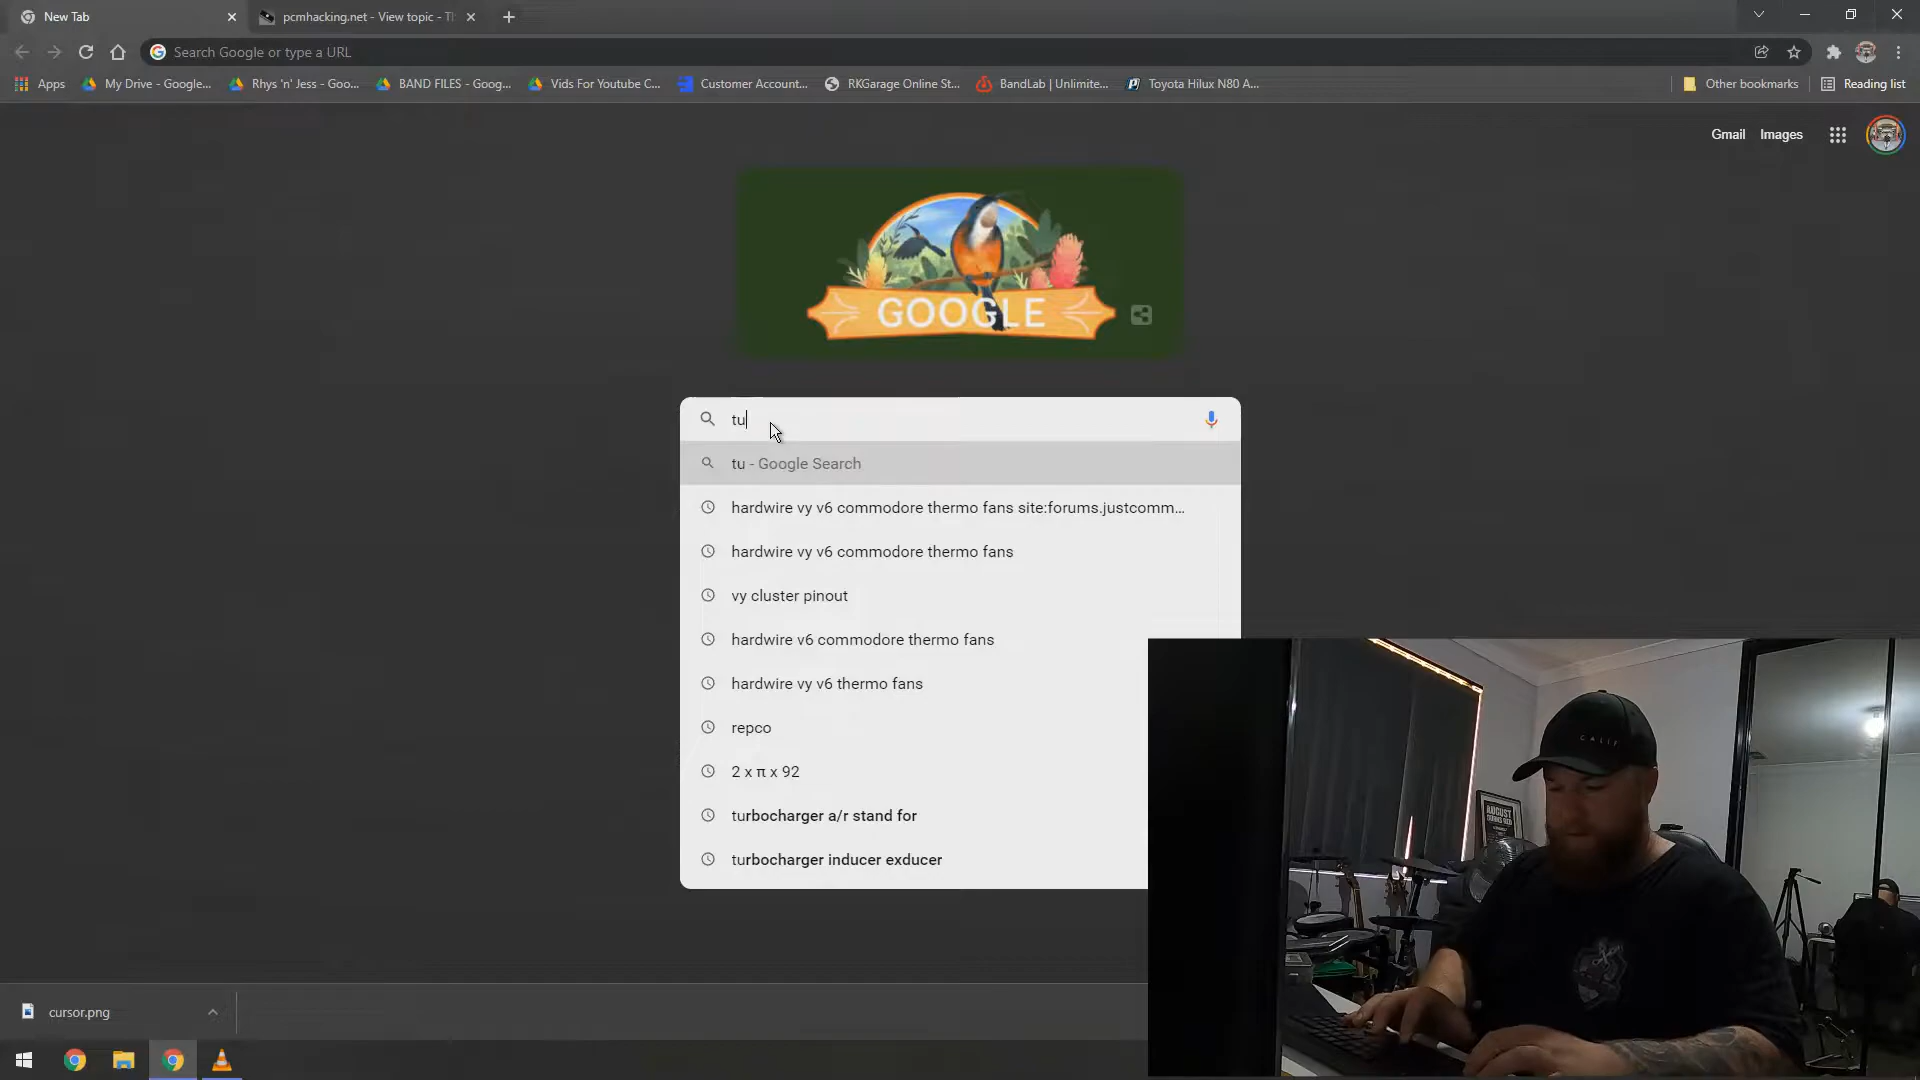 New Tab
pcmhacking.net - View topic - T
Search Google or type a URL
Apps
My Drive - Google...
Rhys 'n' Jess - Goo...
BAND FILES - Goog...
Vids For Youtube C...
Customer Account...
RKGarage Online St...
BandLab | Unlimite...
Toyota Hilux N80 A...
Other bookmarks
Reading list
Gmail
Images
GOOGLE
tu
tu - Google Search
hardwire vy v6 commodore thermo fans site:forums.justcomm...
hardwire vy v6 commodore thermo fans
vy cluster pinout
hardwire v6 commodore thermo fans
hardwire vy v6 thermo fans
repco
2 x π x 92
turbocharger a/r stand for
turbocharger inducer exducer
CALIF
AUGUST
BURNS RED
cursor.png